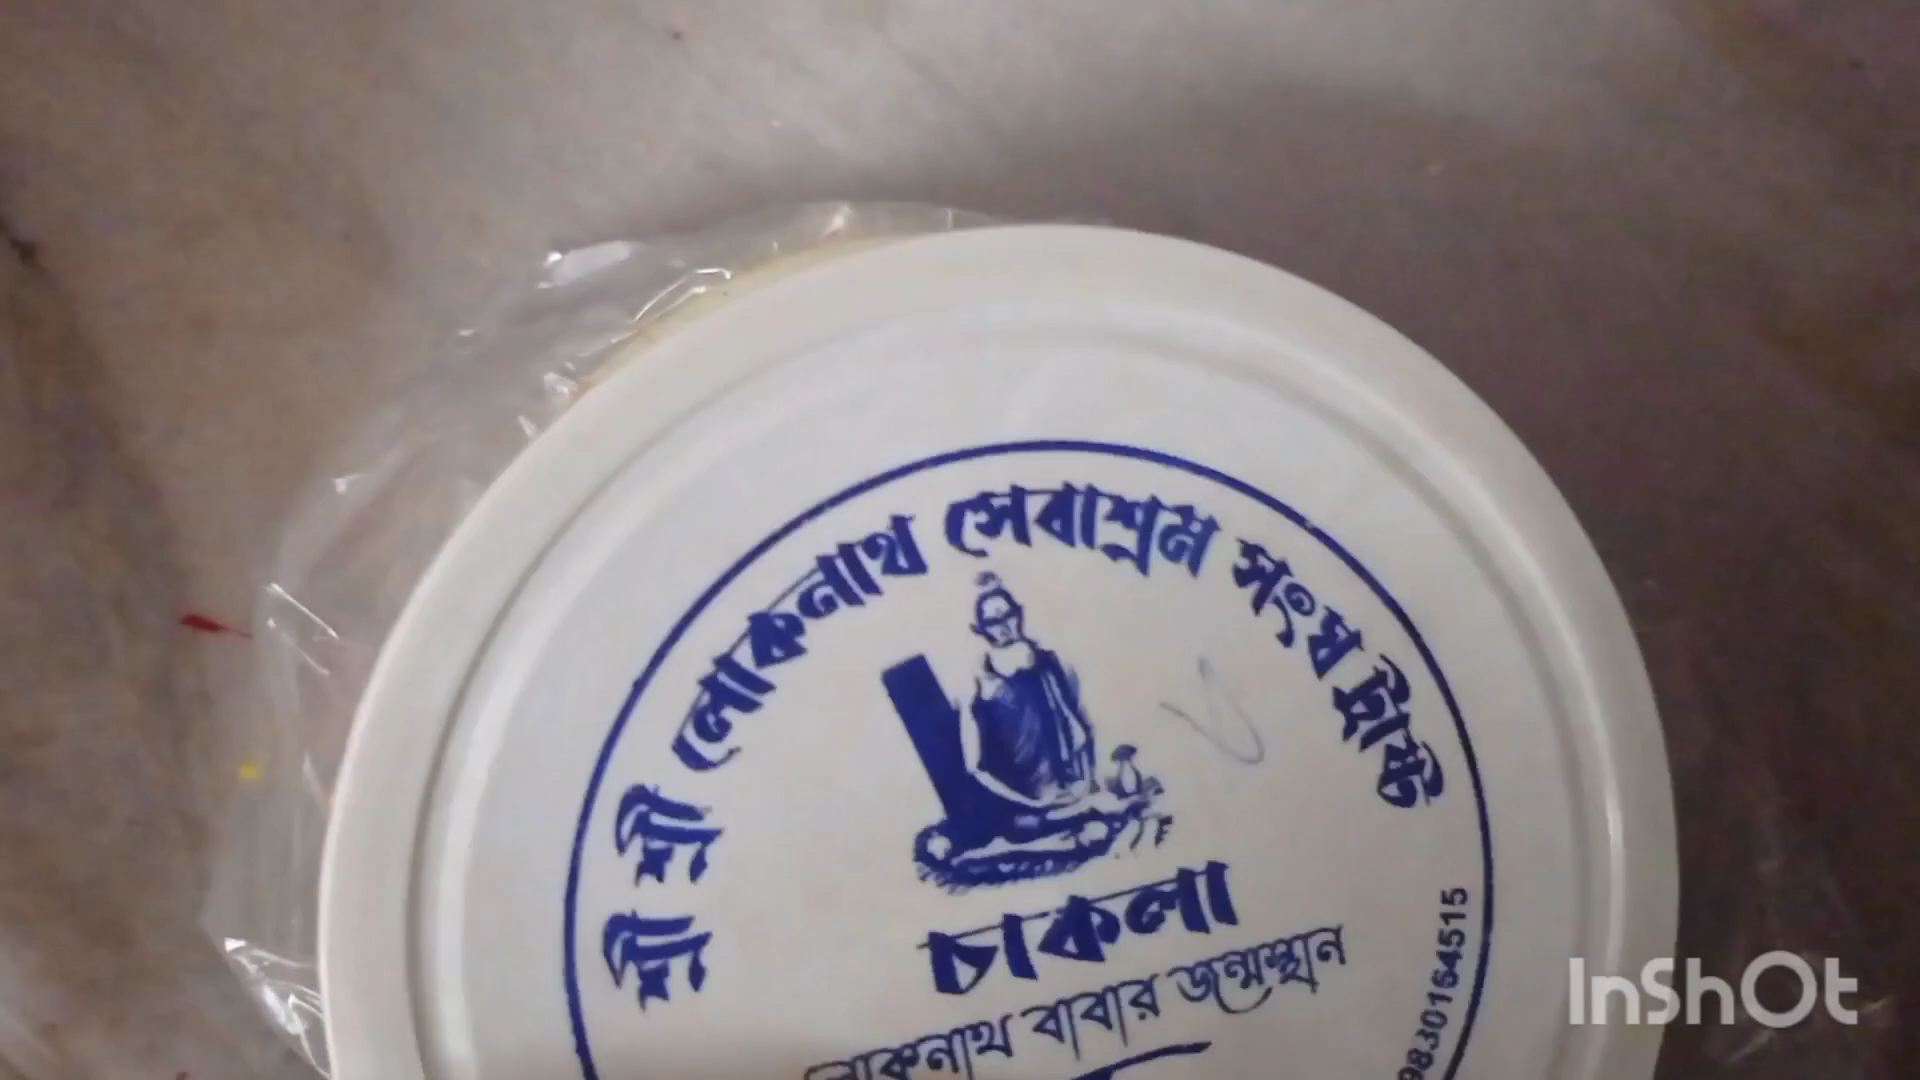 শ্রী শ্রী লোকনাথ সেবাশ্রম সংঘ ট্রাষ্ট
চাকলা
লোকনাথ বাবার জন্মস্থান
9830164515
InShOt